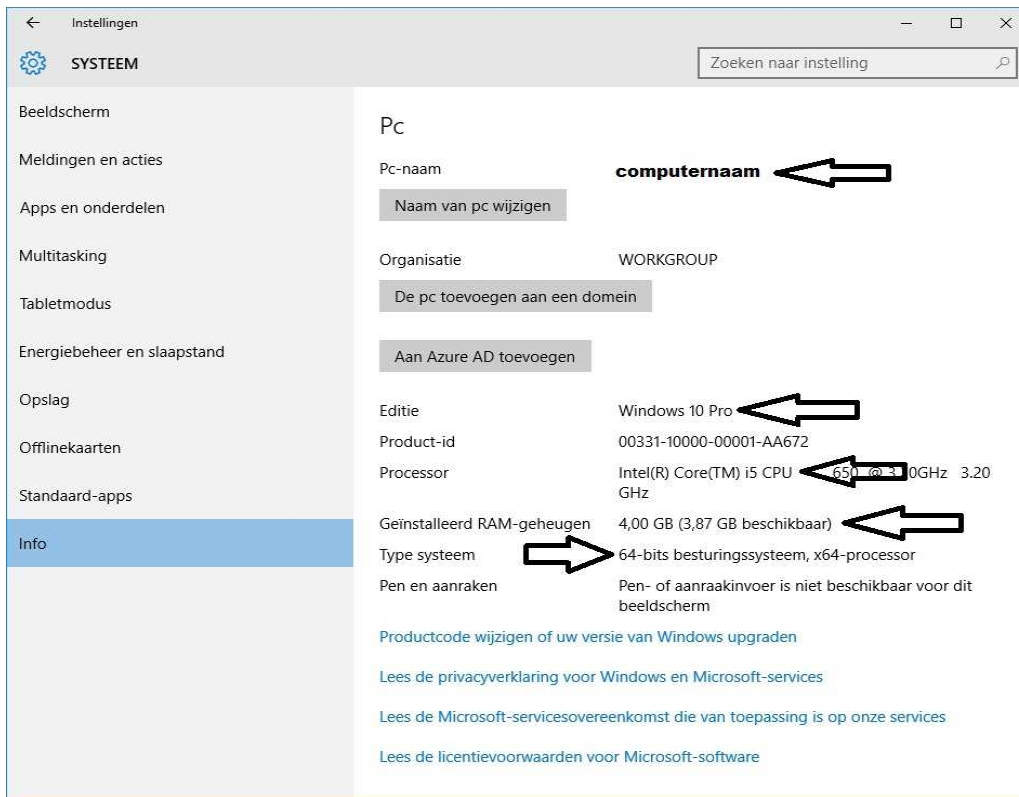 Instellingen
SYSTEEM
Zoeken naar instelling
Beeldscherm
Meldingen en acties
Apps en onderdelen
Multitasking
Tabletmodus
Energiebeheer en slaapstand
Opslag
Offlinekaarten
Standaard-apps
Info
Pc
Pc-naam computernaam
Naam van pc wijzigen
Organisatie WORKGROUP
De pc toevoegen aan een domein
Aan Azure AD toevoegen
Editie Windows 10 Pro
Product-id 00331-10000-00001-AA672
Processor Intel(R) Core(TM) i5 CPU 650 @ 3.20
GHz
Geïnstalleerd RAM-geheugen 4,00 GB (3,87 GB beschikbaar)
Type systeem 64-bits besturingssysteem, x64-processor
Pen en aanraken Pen- of aanraakinvoer is niet beschikbaar voor dit
beeldscherm
Productcode wijzigen of uw versie van Windows upgraden
Lees de privacyverklaring voor Windows en Microsoft-services
Lees de Microsoft-servicesovereenkomst die van toepassing is op onze services
Lees de licentievoorwaarden voor Microsoft-software